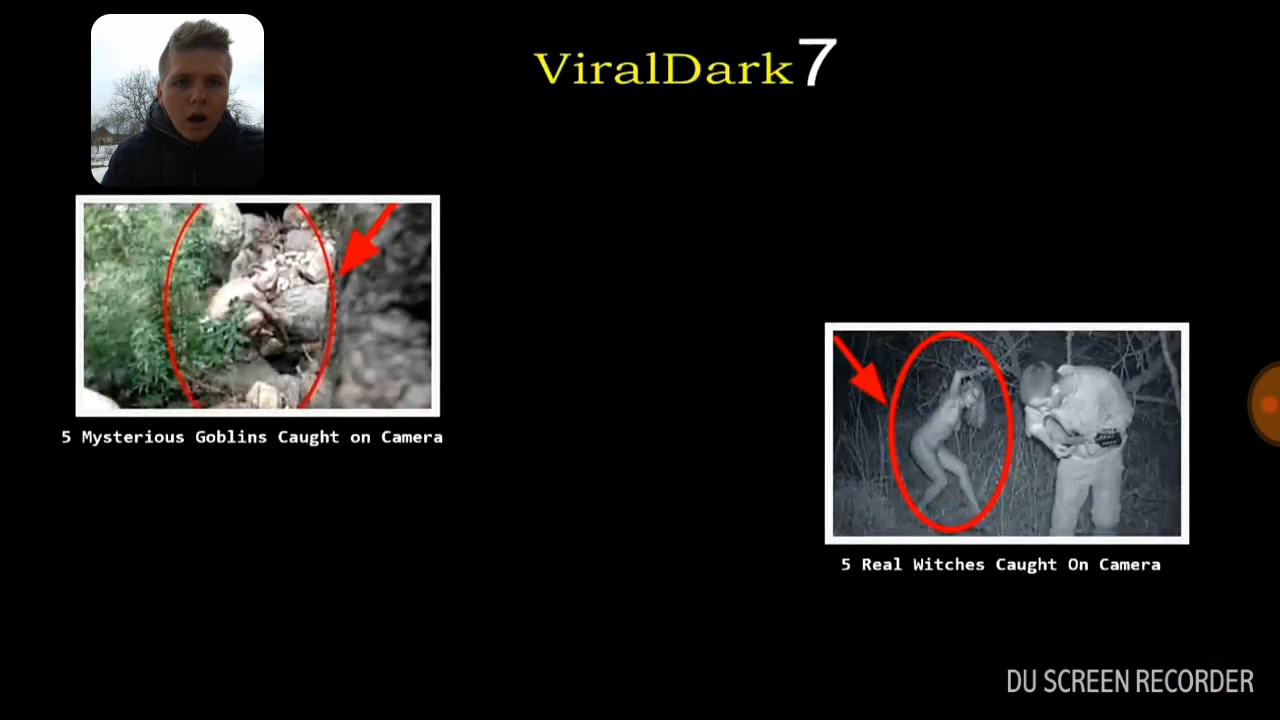 ViralDark7
5 Mysterious Goblins Caught on Camera
5 Real Witches Caught On Camera
DU SCREEN RECORDER